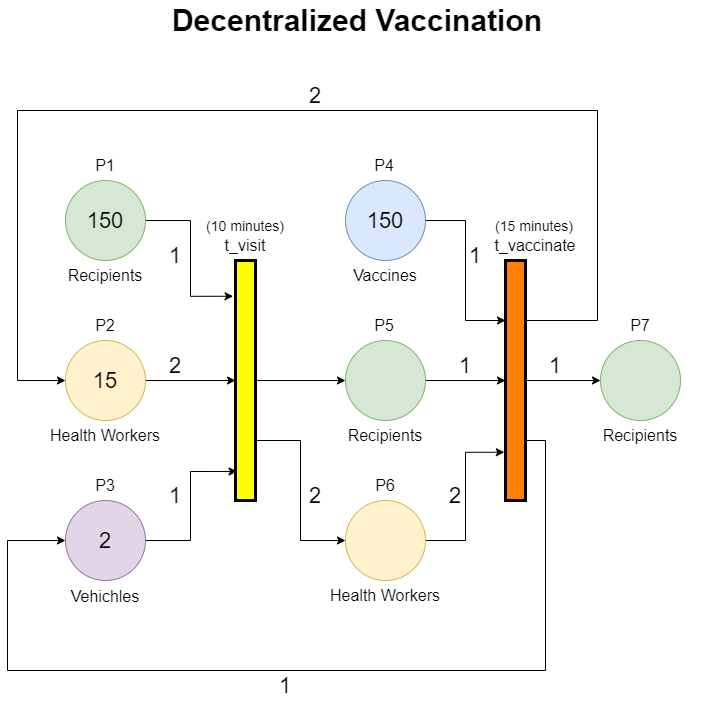 Decentralized Vaccination
2
P1
150
Recipients
1
(10 minutes)
t_visit
P4
150
Vaccines
1
(15 minutes)
t_vaccinate
P2
15
Health Workers
2
P5
Recipients
1
1
P7
Recipients
P3
2
Vehichles
1
2
P6
Health Workers
2
1